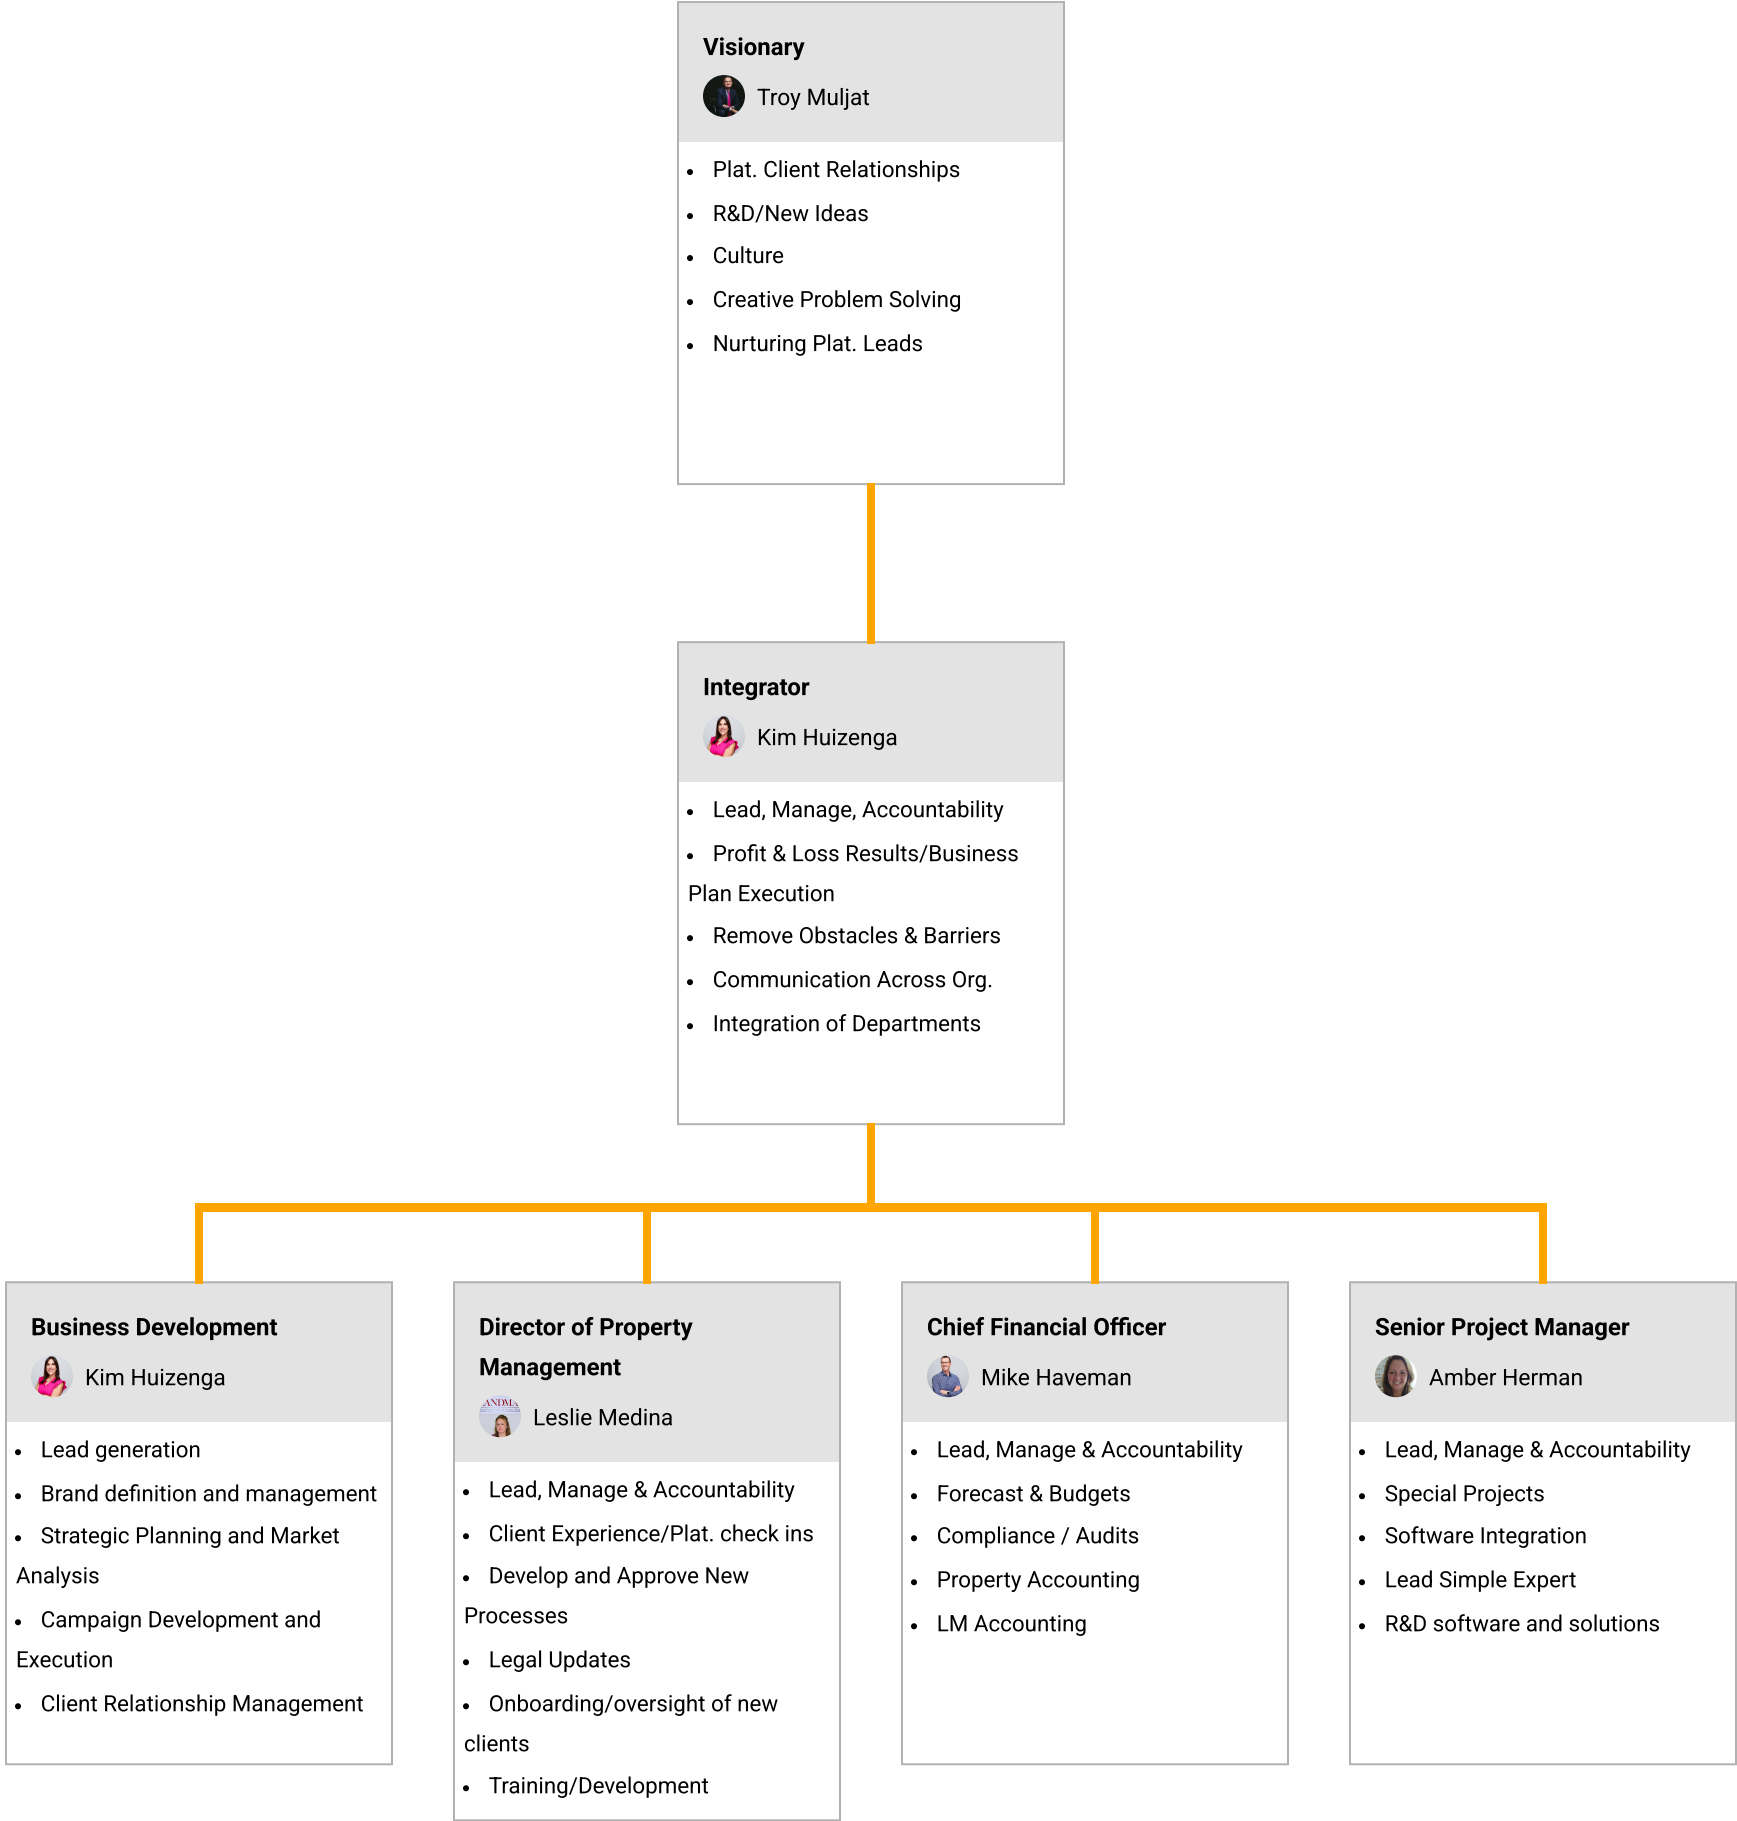 Visionary
Troy Muljat
• Plat. Client Relationships
• R&D/New Ideas
• Culture
• Creative Problem Solving
• Nurturing Plat. Leads
Integrator
Kim Huizenga
• Lead, Manage, Accountability
• Profit & Loss Results/Business
Plan Execution
• Remove Obstacles & Barriers
• Communication Across Org.
• Integration of Departments
Business Development
Kim Huizenga
• Lead generation
• Brand definition and management
• Strategic Planning and Market
Analysis
• Campaign Development and
Execution
• Client Relationship Management
Director of Property
Management
ANDMA
Leslie Medina
• Lead, Manage & Accountability
• Client Experience/Plat. check ins
• Develop and Approve New
Processes
• Legal Updates
• Onboarding/oversight of new
clients
• Training/Development
Chief Financial Officer
Mike Haveman
• Lead, Manage & Accountability
• Forecast & Budgets
• Compliance / Audits
• Property Accounting
• LM Accounting
Senior Project Manager
Amber Herman
• Lead, Manage & Accountability
• Special Projects
• Software Integration
• Lead Simple Expert
• R&D software and solutions